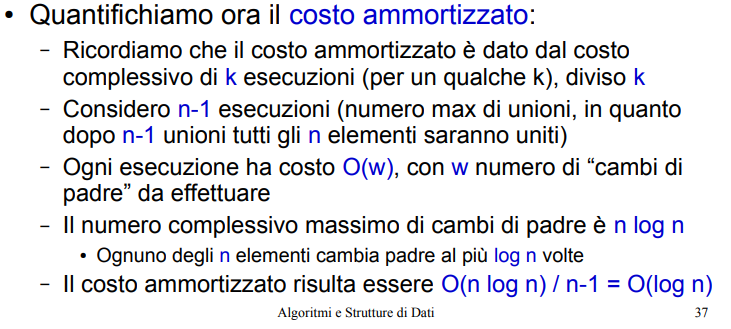 • Quantifichiamo ora il costo ammortizzato:
– Ricordiamo che il costo ammortizzato è dato dal costo
complessivo di k esecuzioni (per un qualche k), diviso k
– Considero n-1 esecuzioni (numero max di unioni, in quanto
dopo n-1 unioni tutti gli n elementi saranno uniti)
– Ogni esecuzione ha costo O(w), con w numero di “cambi di
padre” da effettuare
– Il numero complessivo massimo di cambi di padre è n log n
• Ognuno degli n elementi cambia padre al più log n volte
– Il costo ammortizzato risulta essere O(n log n) / n-1 = O(log n)
Algoritmi e Strutture di Dati 37